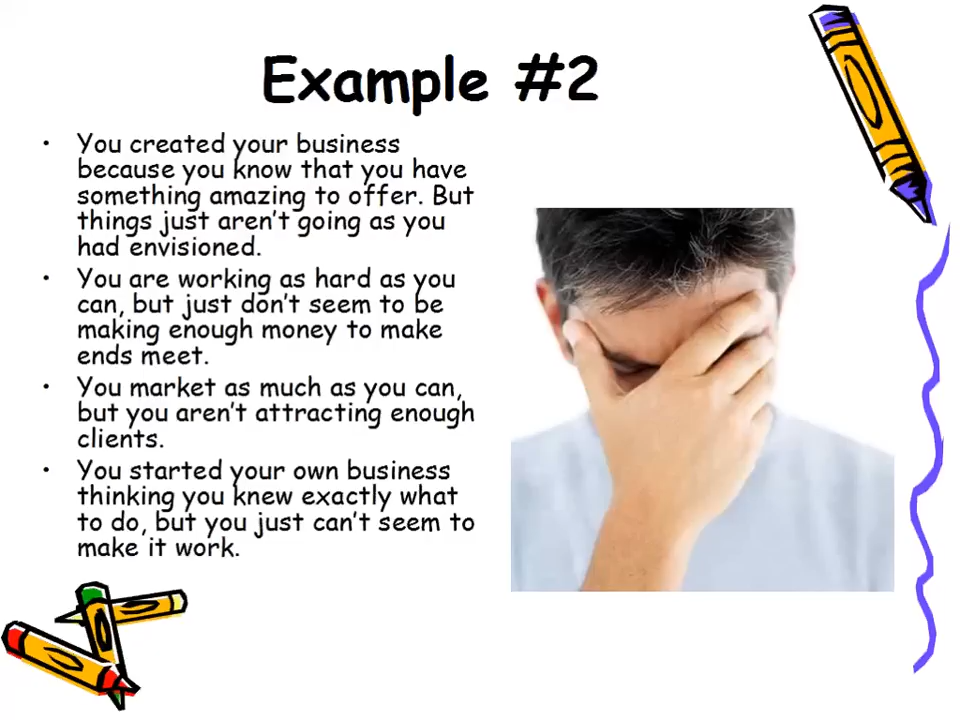 Example #2
• You created your business
because you know that you have
something amazing to offer. But
things just aren't going as you
had envisioned.
• You are working as hard as you
can, but just don't seem to be
making enough money to make
ends meet.
• You market as much as you can,
but you aren't attracting enough
clients.
• You started your own business
thinking you knew exactly what
to do, but you just can't seem to
make it work.